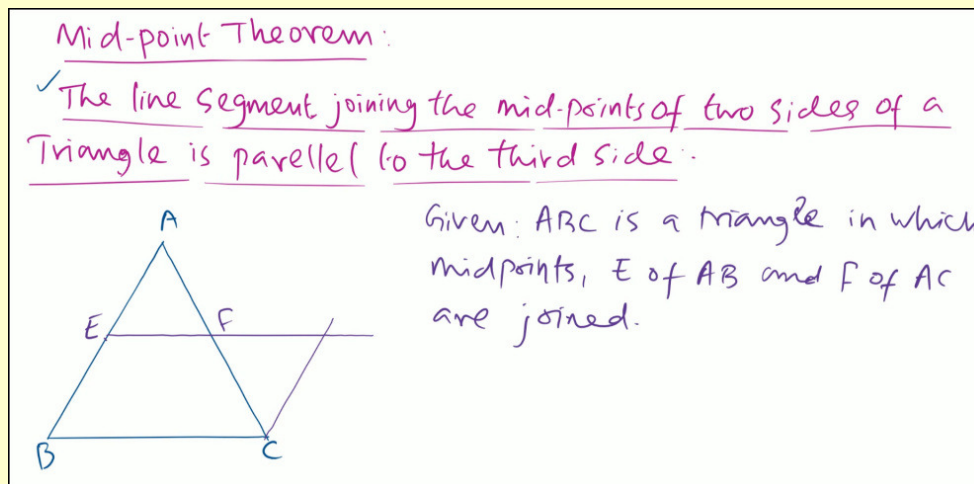 Mid-point Theorem:
The line segment joining the mid-points of two sides of a
Triangle is parellel to the third side.
Given: ABC is a triangle in which
midpoints, E of AB and F of AC
are joined.
A
E
F
B
C